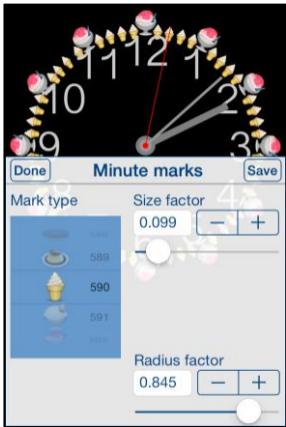 12
11
10
2
9
3
Done Minute marks Save
Mark type
Size factor
0.099 − +
589
590
591
Radius factor
0.845 − +